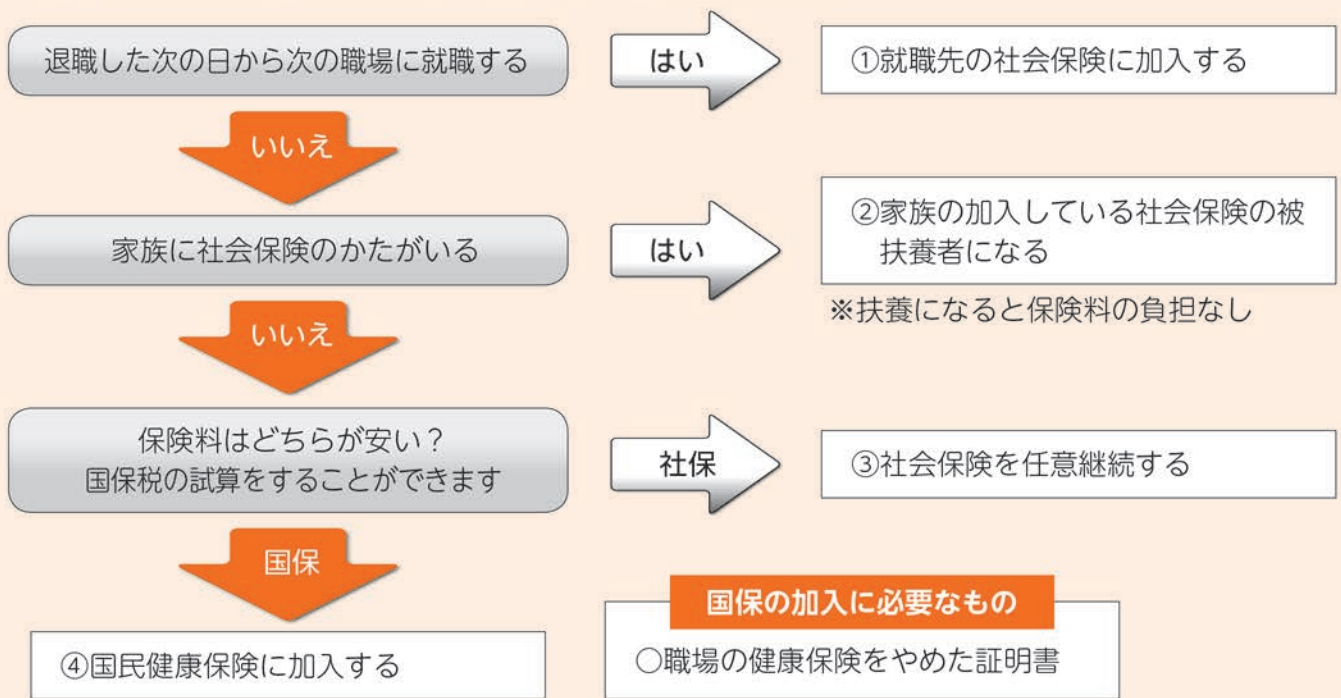 退職した次の日から次の職場に就職する
はい
①就職先の社会保険に加入する
いいえ
家族に社会保険のかたがいる
はい
②家族の加入している社会保険の被
扶養者になる
※扶養になると保険料の負担なし
いいえ
保険料はどちらが安い？
国保税の試算をすることができます
社保
③社会保険を任意継続する
国保
④国民健康保険に加入する
国保の加入に必要なもの
○職場の健康保険をやめた証明書